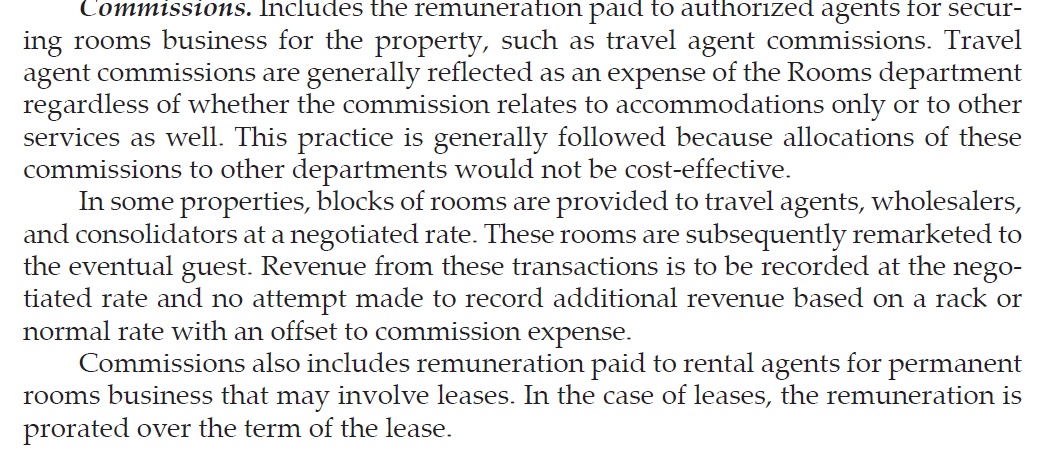 Commissions. Includes the remuneration paid to authorized agents for secur-
ing rooms business for the property, such as travel agent commissions. Travel
agent commissions are generally reflected as an expense of the Rooms department
regardless of whether the commission relates to accommodations only or to other
services as well. This practice is generally followed because allocations of these
commissions to other departments would not be cost-effective.
In some properties, blocks of rooms are provided to travel agents, wholesalers,
and consolidators at a negotiated rate. These rooms are subsequently remarketed to
the eventual guest. Revenue from these transactions is to be recorded at the nego-
tiated rate and no attempt made to record additional revenue based on a rack or
normal rate with an offset to commission expense.
Commissions also includes remuneration paid to rental agents for permanent
rooms business that may involve leases. In the case of leases, the remuneration is
prorated over the term of the lease.